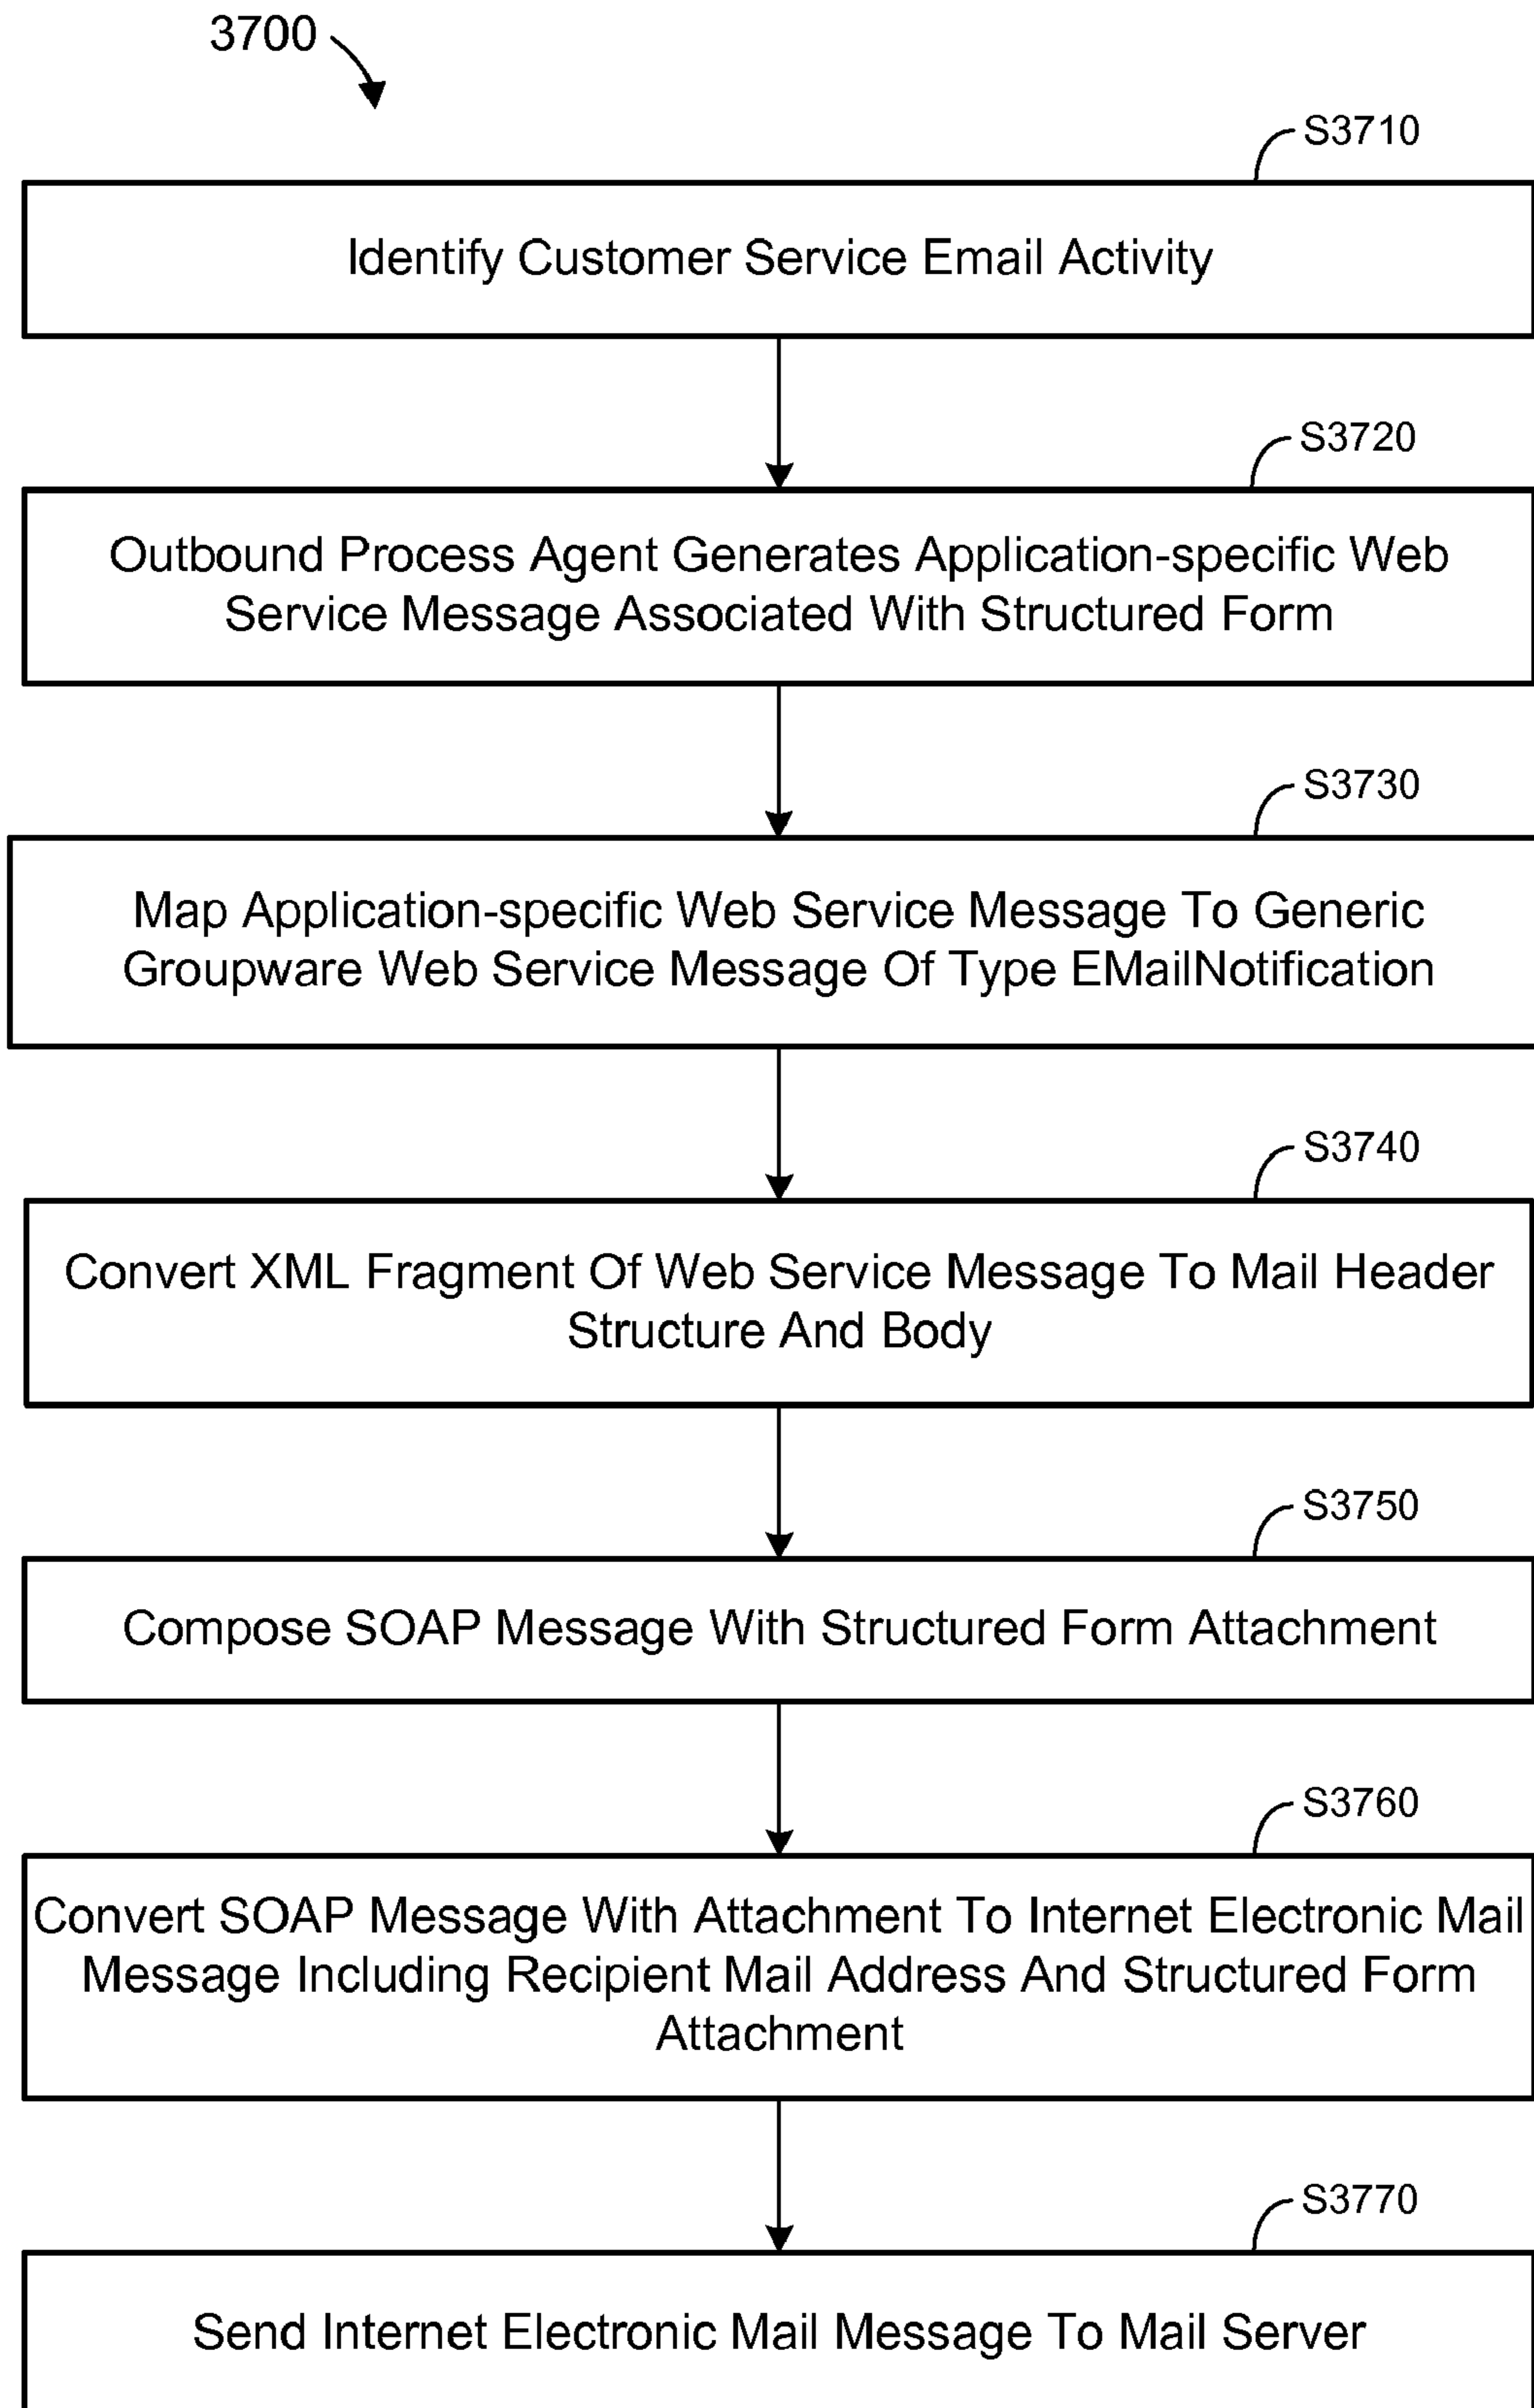 3700
S3710
Identify Customer Service Email Activity
S3720
Outbound Process Agent Generates Application-specific Web
Service Message Associated With Structured Form
S3730
Map Application-specific Web Service Message To Generic
Groupware Web Service Message Of Type EMailNotification
S3740
Convert XML Fragment Of Web Service Message To Mail Header
Structure And Body
S3750
Compose SOAP Message With Structured Form Attachment
S3760
Convert SOAP Message With Attachment To Internet Electronic Mail
Message Including Recipient Mail Address And Structured Form
Attachment
S3770
Send Internet Electronic Mail Message To Mail Server